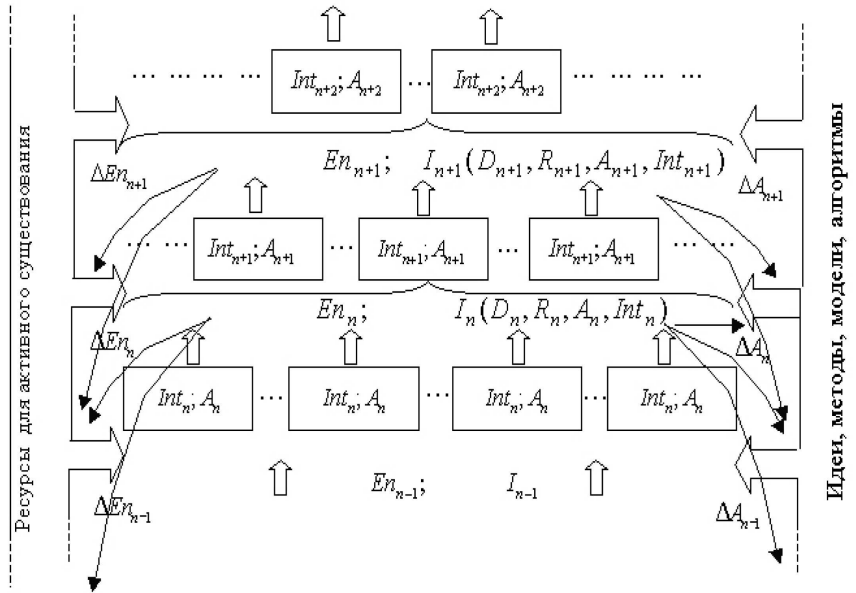 … … … … Int_{n+2}; A_{n+2} … Int_{n+2}; A_{n+2} … … … …
ΔEn_{n+1} En_{n+1}; I_{n+1}(D_{n+1}, R_{n+1}, A_{n+1}, Int_{n+1}) ΔA_{n+1}
… … Int_{n+1}; A_{n+1} … Int_{n+1}; A_{n+1} … Int_{n+1}; A_{n+1} … …
En_n; I_n(D_n, R_n, A_n, Int_n)
ΔEn_n ΔA_n
Int_n; A_n … Int_n; A_n … Int_n; A_n … Int_n; A_n
En_{n-1}; I_{n-1}
ΔEn_{n-1} ΔA_{n-1}
Ресурсы для активного существования
Идеи, методы, модели, алгоритмы